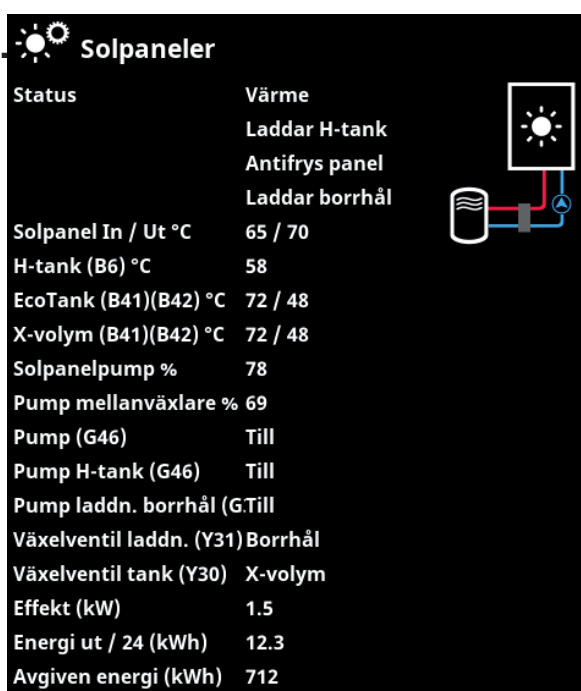 Solpaneler
Status Värme
Laddar H-tank
Antifrys panel
Laddar borrhål
Solpanel In / Ut °C 65 / 70
H-tank (B6) °C 58
EcoTank (B41)(B42) °C 72 / 48
X-volym (B41)(B42) °C 72 / 48
Solpanelpump % 78
Pump mellanväxlare % 69
Pump (G46) Till
Pump H-tank (G46) Till
Pump laddn. borrhål (G. Till
Växelventil laddn. (Y31) Borrhål
Växelventil tank (Y30) X-volym
Effekt (kW) 1.5
Energi ut / 24 (kWh) 12.3
Avgiven energi (kWh) 712